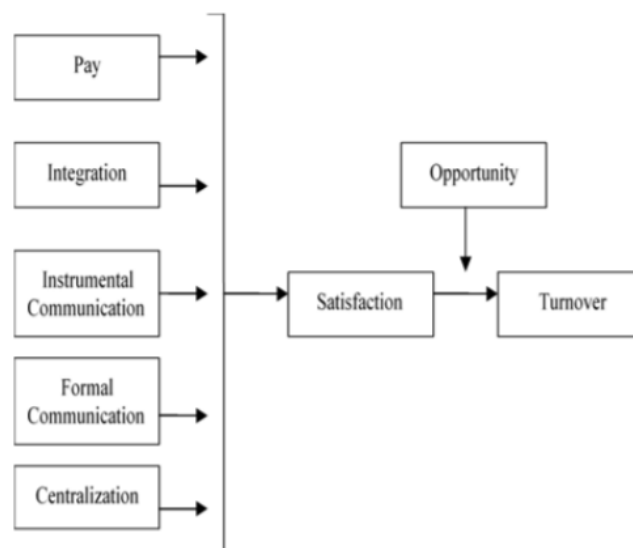 Pay
Integration
Instrumental
Communication
Formal
Communication
Centralization
Opportunity
Satisfaction
Turnover